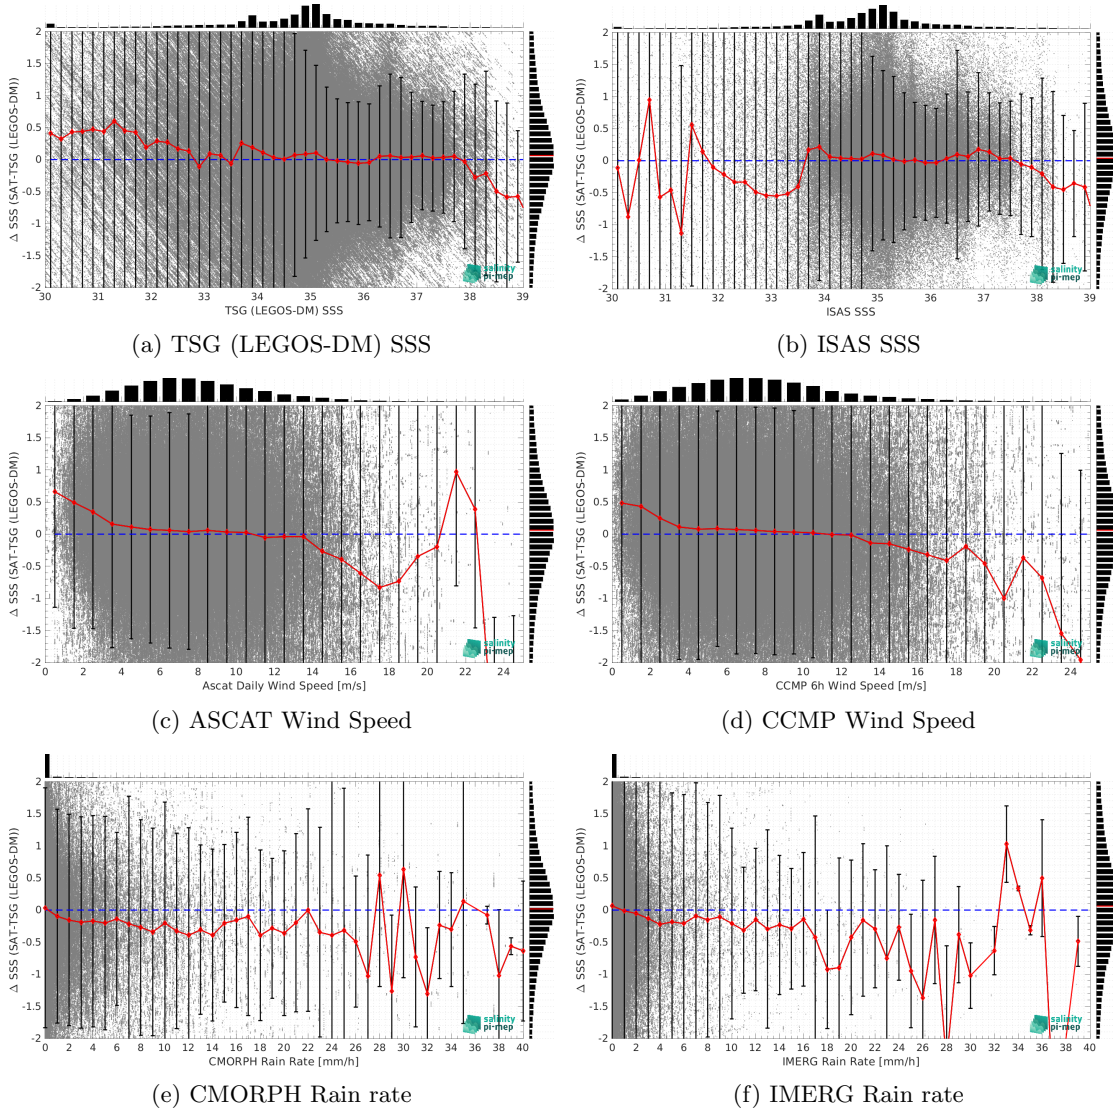 2
1.5
1
0.5
0
-0.5
-1
-1.5
-2
Δ SSS (SAT-TSG (LEGOS-DM))
30 31 32 33 34 35 36 37 38 39
TSG (LEGOS-DM) SSS
salinity
pi-mep
(a) TSG (LEGOS-DM) SSS
2
1.5
1
0.5
0
-0.5
-1
-1.5
-2
Δ SSS (SAT-TSG (LEGOS-DM))
30 31 32 33 34 35 36 37 38 39
ISAS SSS
salinity
pi-mep
(b) ISAS SSS
2
1.5
1
0.5
0
-0.5
-1
-1.5
-2
Δ SSS (SAT-TSG (LEGOS-DM))
0 2 4 6 8 10 12 14 16 18 20 22 24
Ascat Daily Wind Speed [m/s]
salinity
pi-mep
(c) ASCAT Wind Speed
2
1.5
1
0.5
0
-0.5
-1
-1.5
-2
Δ SSS (SAT-TSG (LEGOS-DM))
0 2 4 6 8 10 12 14 16 18 20 22 24
CCMP 6h Wind Speed [m/s]
salinity
pi-mep
(d) CCMP Wind Speed
2
1.5
1
0.5
0
-0.5
-1
-1.5
-2
Δ SSS (SAT-TSG (LEGOS-DM))
0 2 4 6 8 10 12 14 16 18 20 22 24 26 28 30 32 34 36 38 40
CMORPH Rain Rate [mm/h]
salinity
pi-mep
(e) CMORPH Rain rate
2
1.5
1
0.5
0
-0.5
-1
-1.5
-2
Δ SSS (SAT-TSG (LEGOS-DM))
0 2 4 6 8 10 12 14 16 18 20 22 24 26 28 30 32 34 36 38 40
IMERG Rain Rate [mm/h]
salinity
pi-mep
(f) IMERG Rain rate